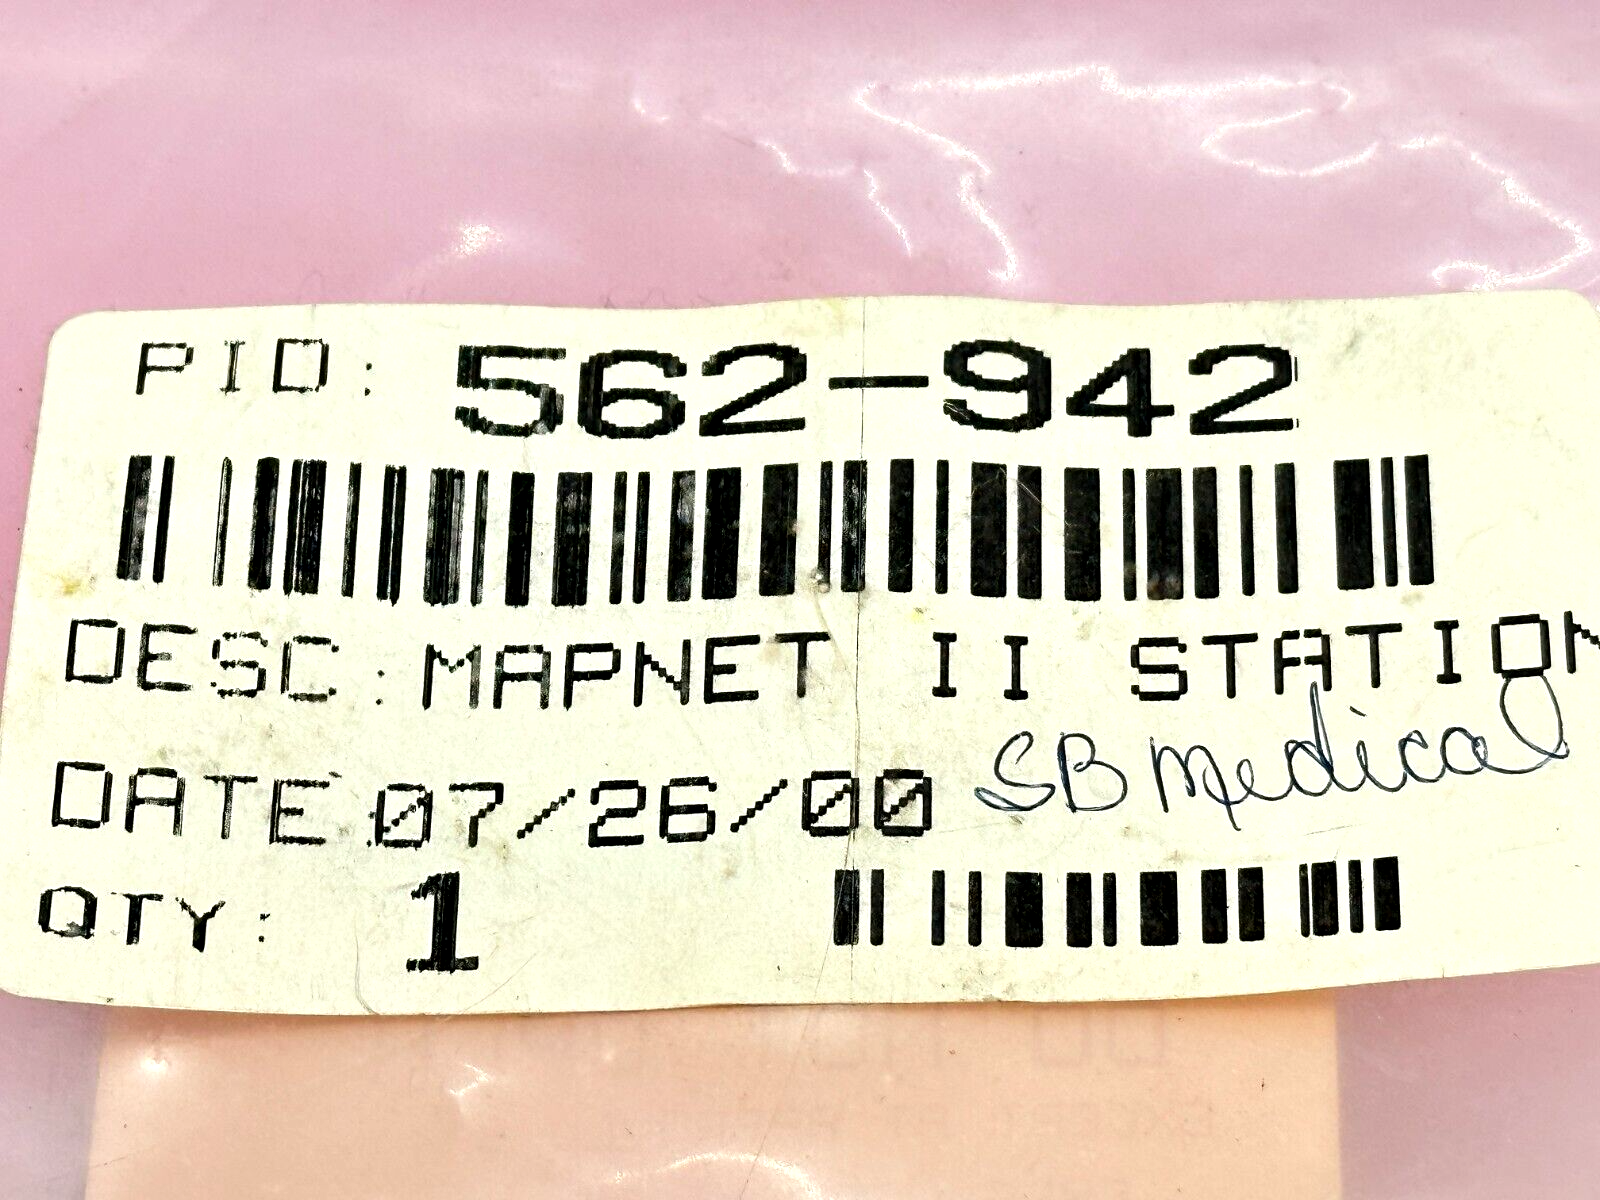 PID: 562-942
DESC:MAPNET II STATION
SB Medical
DATE 07/26/00
QTY: 1